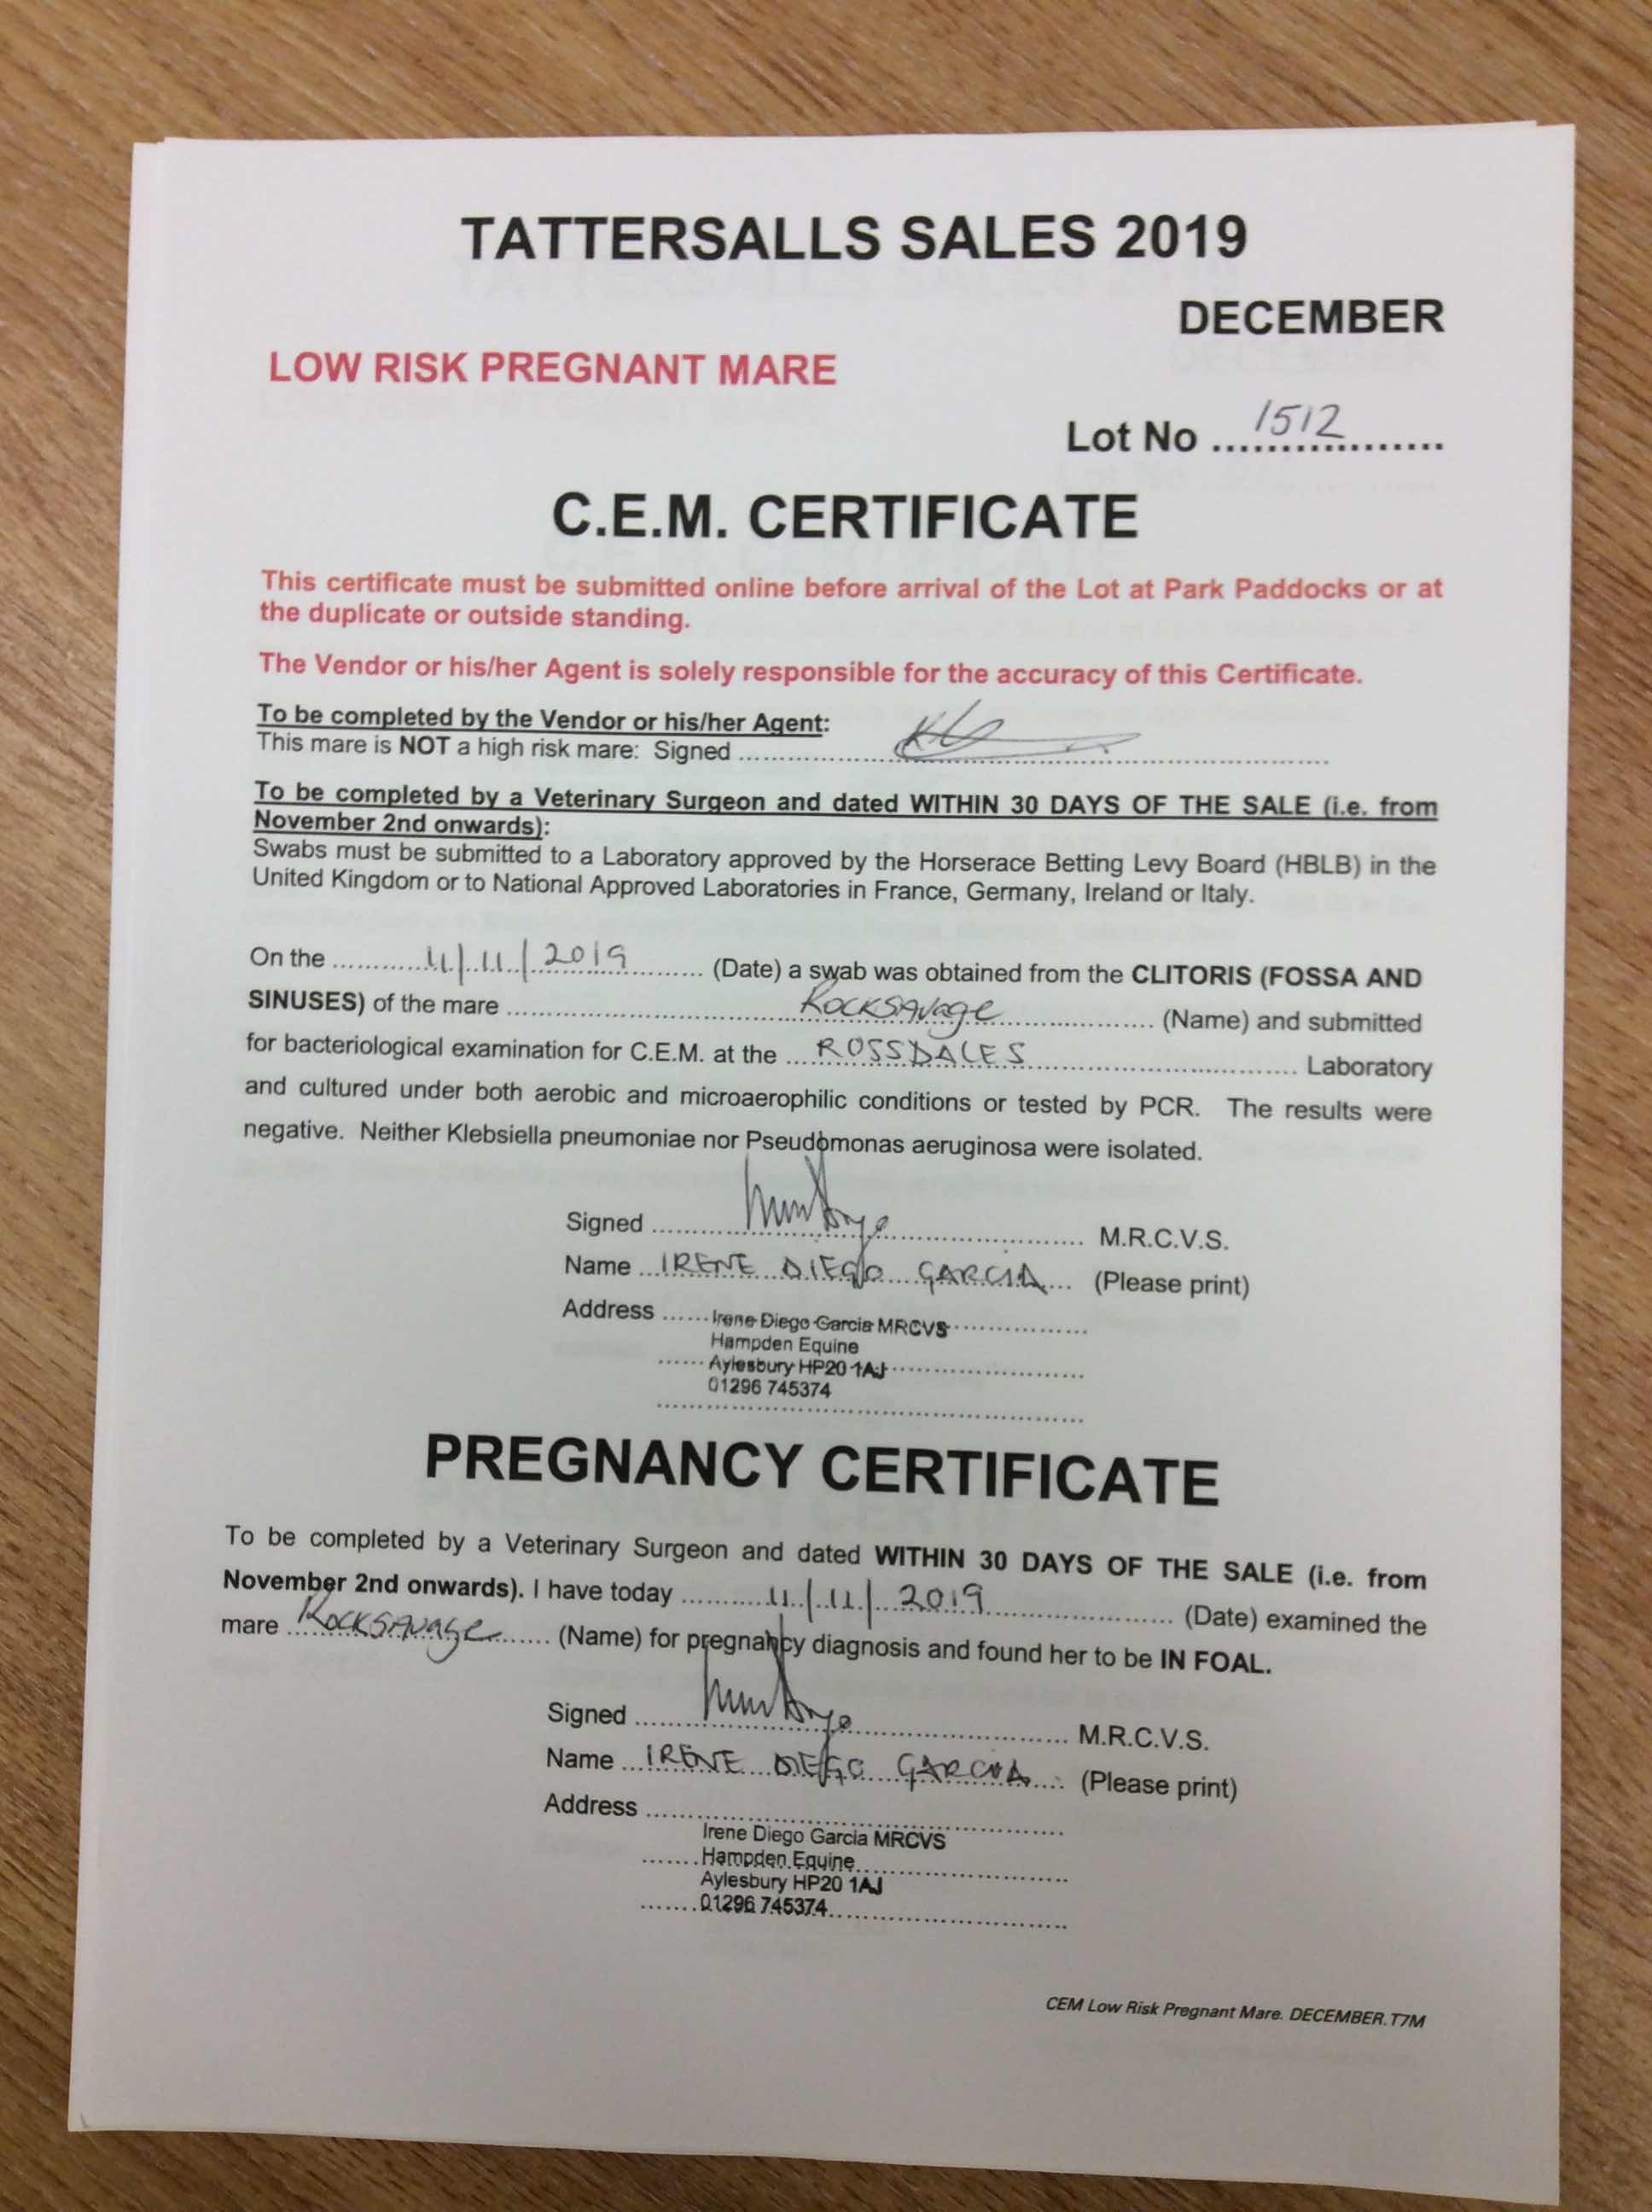 TATTERSALLS SALES 2019
DECEMBER
LOW RISK PREGNANT MARE
Lot No ........1512........
C.E.M. CERTIFICATE
This certificate must be submitted online before arrival of the Lot at Park Paddocks or at
the duplicate or outside standing.
The Vendor or his/her Agent is solely responsible for the accuracy of this Certificate.
To be completed by the Vendor or his/her Agent:
This mare is NOT a high risk mare: Signed ................
To be completed by a Veterinary Surgeon and dated WITHIN 30 DAYS OF THE SALE (i.e. from
November 2nd onwards):
Swabs must be submitted to a Laboratory approved by the Horserace Betting Levy Board (HBLB) in the
United Kingdom or to National Approved Laboratories in France, Germany, Ireland or Italy.
On the ........11/11/2019........ (Date) a swab was obtained from the CLITORIS (FOSSA AND
SINUSES) of the mare ........Rocksavage........ (Name) and submitted
for bacteriological examination for C.E.M. at the ....ROSSDALES........ Laboratory
and cultured under both aerobic and microaerophilic conditions or tested by PCR. The results were
negative. Neither Klebsiella pneumoniae nor Pseudomonas aeruginosa were isolated.
Signed ................ M.R.C.V.S.
Name ...IRENE DIEGO GARCIA... (Please print)
Address ......Irene Diego Garcia MRCVS......
Hampden Equine
......Aylesbury HP20 1AJ......
01296 745374
PREGNANCY CERTIFICATE
To be completed by a Veterinary Surgeon and dated WITHIN 30 DAYS OF THE SALE (i.e. from
November 2nd onwards). I have today ........11/11/2019........ (Date) examined the
mare ...Rocksavage...... (Name) for pregnancy diagnosis and found her to be IN FOAL.
Signed ................ M.R.C.V.S.
Name ...IRENE DIEGO GARCIA... (Please print)
Address ................
Irene Diego Garcia MRCVS
.......Hampden Equine.......
Aylesbury HP20 1AJ
.......01296 745374.......
CEM Low Risk Pregnant Mare. DECEMBER.T7M